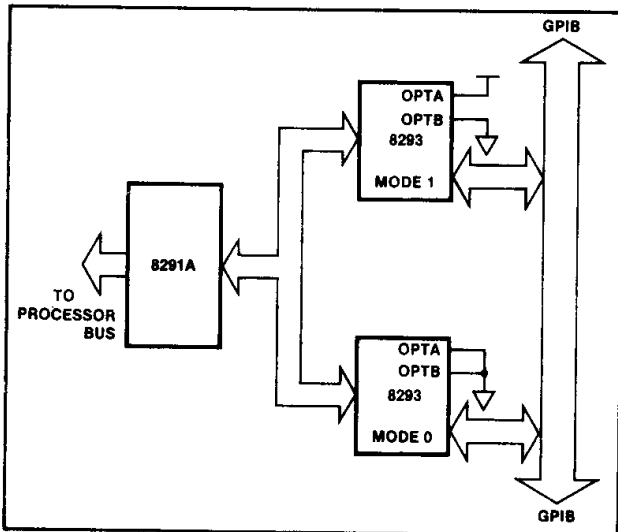 GPIB
OPTA
OPTB
8293
MODE 1
8291A
TO
PROCESSOR
BUS
OPTA
OPTB
8293
MODE 0
GPIB